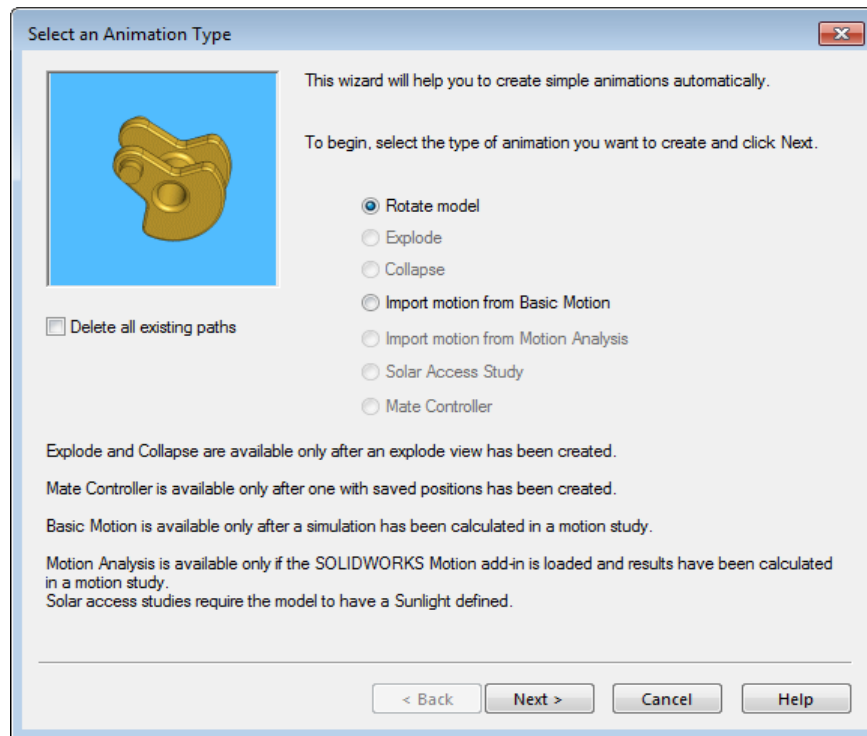 Select an Animation Type
This wizard will help you to create simple animations automatically.
To begin, select the type of animation you want to create and click Next.
Rotate model
Explode
Collapse
Import motion from Basic Motion
Delete all existing paths
Import motion from Motion Analysis
Solar Access Study
Mate Controller
Explode and Collapse are available only after an explode view has been created.
Mate Controller is available only after one with saved positions has been created.
Basic Motion is available only after a simulation has been calculated in a motion study.
Motion Analysis is available only if the SOLIDWORKS Motion add-in is loaded and results have been calculated
in a motion study.
Solar access studies require the model to have a Sunlight defined.
< Back Next > Cancel Help